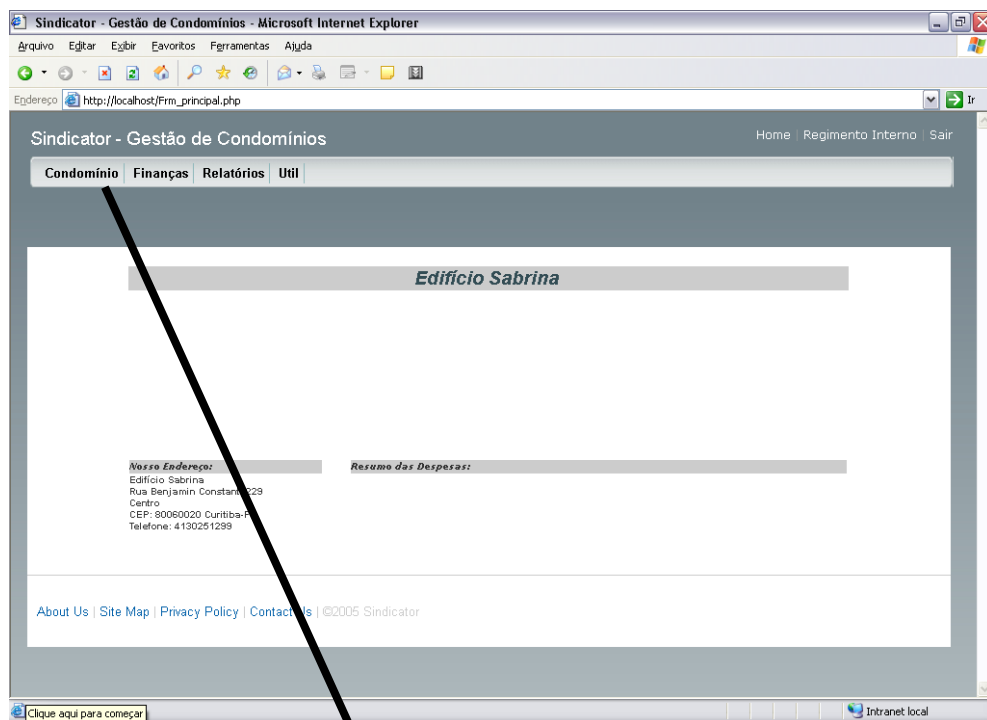 Sindicator - Gestão de Condomínios - Microsoft Internet Explorer
Arquivo Editar Exibir Favoritos Ferramentas Ajuda
Endereço http://localhost/Frm_principal.php Ir
Sindicator - Gestão de Condomínios
Home | Regimento Interno | Sair
Condomínio Finanças Relatórios Util
Edifício Sabrina
Nosso Endereço:
Edifício Sabrina
Rua Benjamin Constant 229
Centro
CEP: 80060020 Curitiba-P
Telefone: 4130251299
Resumo das Despesas:
About Us | Site Map | Privacy Policy | Contact Us | ©2005 Sindicator
Clique aqui para começar
Intranet local